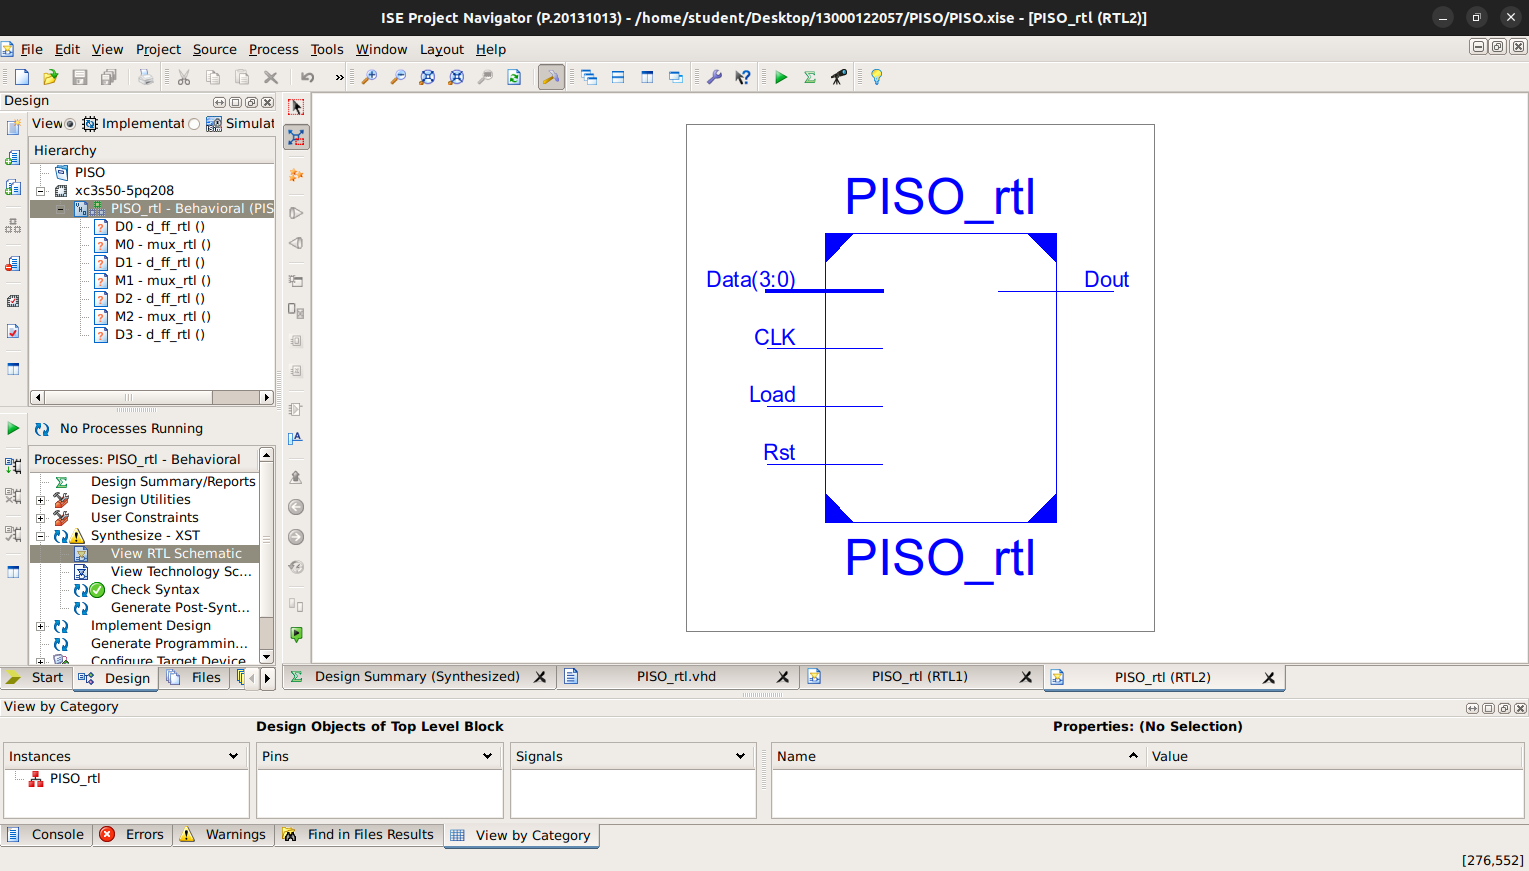 ISE Project Navigator (P.20131013) - /home/student/Desktop/13000122057/PISO/PISO.xise - [PISO_rtl (RTL2)]
File Edit View Project Source Process Tools Window Layout Help
»
Design
View Implementat Simulat
Hierarchy
PISO
xc3s50-5pq208
PISO_rtl - Behavioral (PIS
D0 - d_ff_rtl ()
M0 - mux_rtl ()
D1 - d_ff_rtl ()
M1 - mux_rtl ()
D2 - d_ff_rtl ()
M2 - mux_rtl ()
D3 - d_ff_rtl ()
No Processes Running
Processes: PISO_rtl - Behavioral
Design Summary/Reports
Design Utilities
User Constraints
Synthesize - XST
View RTL Schematic
View Technology Sc...
Check Syntax
Generate Post-Synt...
Implement Design
Generate Programmin...
Configure Target Device
Start Design Files
PISO_rtl
Data(3:0)
Dout
CLK
Load
Rst
PISO_rtl
Design Summary (Synthesized) PISO_rtl.vhd PISO_rtl (RTL1) PISO_rtl (RTL2)
View by Category
Design Objects of Top Level Block
Properties: (No Selection)
Instances Pins Signals Name Value
PISO_rtl
Console Errors Warnings Find in Files Results View by Category
[276,552]